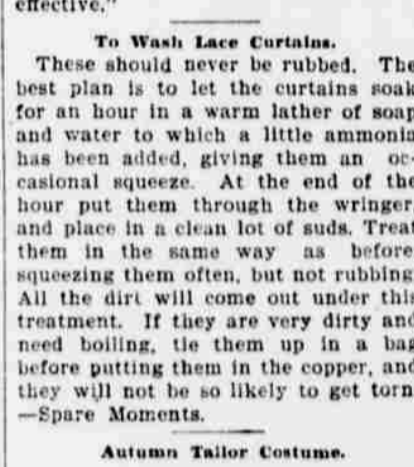 effective."
To Wash Lace Curtains.
These should never be rubbed. The
best plan is to let the curtains soak
for an hour in a warm lather of soap
and water to which a little ammonia
has been added, giving them an oc-
casional squeeze. At the end of the
hour put them through the wringer
and place in a clean lot of suds. Treat
them in the same way as before
squeezing them often, but not rubbing
All the dirt will come out under this
treatment. If they are very dirty and
need boiling, tie them up in a bag
before putting them in the copper, and
they will not be so likely to get torn
—Spare Moments.
Autumn Tailor Costume.